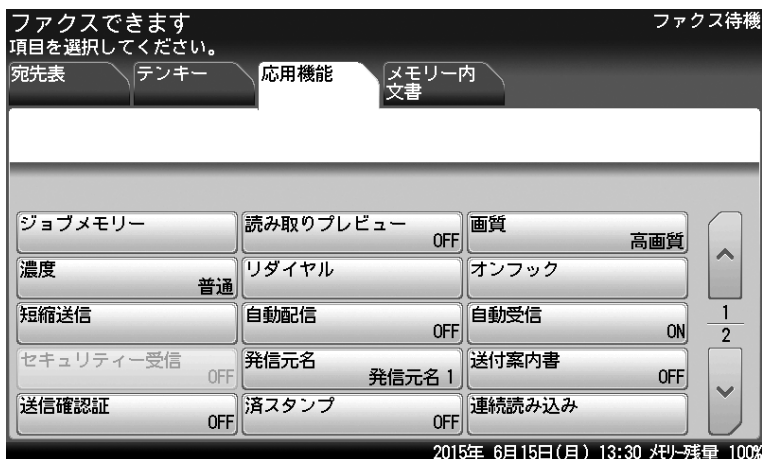 ファクスできます
ファクス待機
項目を選択してください。
宛先表
テンキー
応用機能
メモリー内
文書
ジョブメモリー
読み取りプレビュー
OFF
画質
高画質
濃度
普通
リダイヤル
オンフック
短縮送信
自動配信
OFF
自動受信
ON
1
2
セキュリティー受信
OFF
発信元名
発信元名 1
送付案内書
OFF
送信確認証
OFF
済スタンプ
OFF
連続読み込み
2015年 6月15日(月) 13:30 ﾒﾓﾘｰ残量 100%